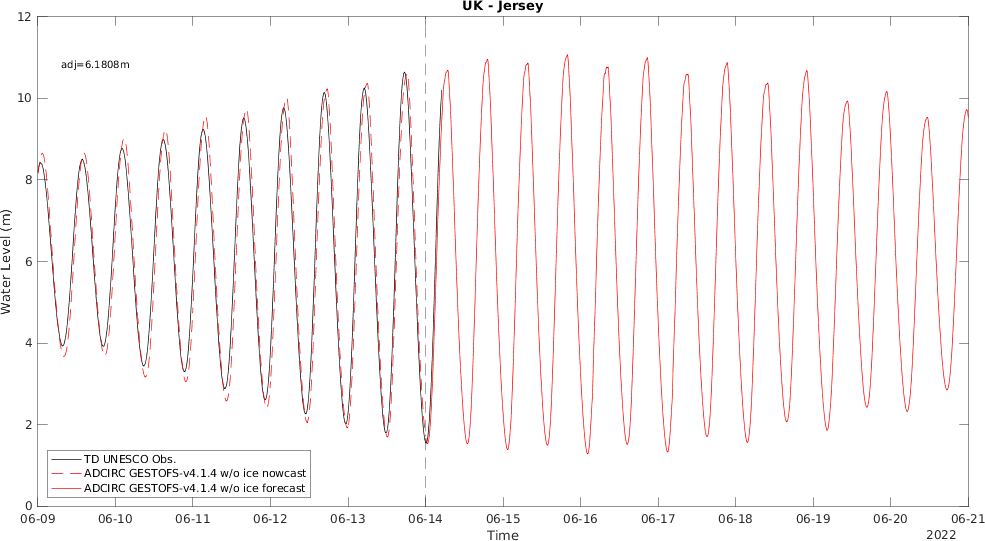 UK - Jersey
adj=6.1808m
Water Level (m)
12
10
8
6
4
2
0
TD UNESCO Obs.
ADCIRC GESTOFS-v4.1.4 w/o ice nowcast
ADCIRC GESTOFS-v4.1.4 w/o ice forecast
06-09 06-10 06-11 06-12 06-13 06-14 06-15 06-16 06-17 06-18 06-19 06-20 06-21
Time
2022